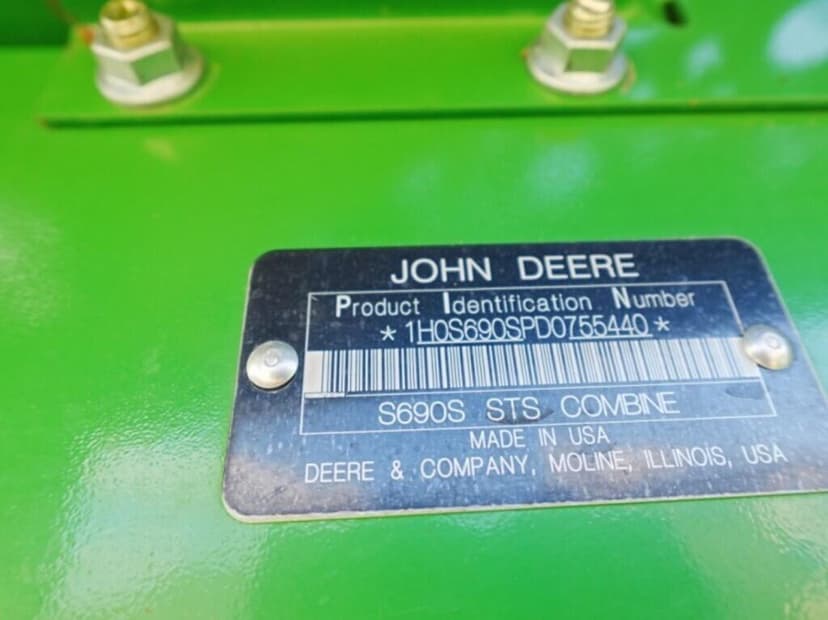 JOHN DEERE
Product Identification Number
*1H0S690SPD0755440*
S690S STS COMBINE
MADE IN USA
DEERE & COMPANY, MOLINE, ILLINOIS, USA